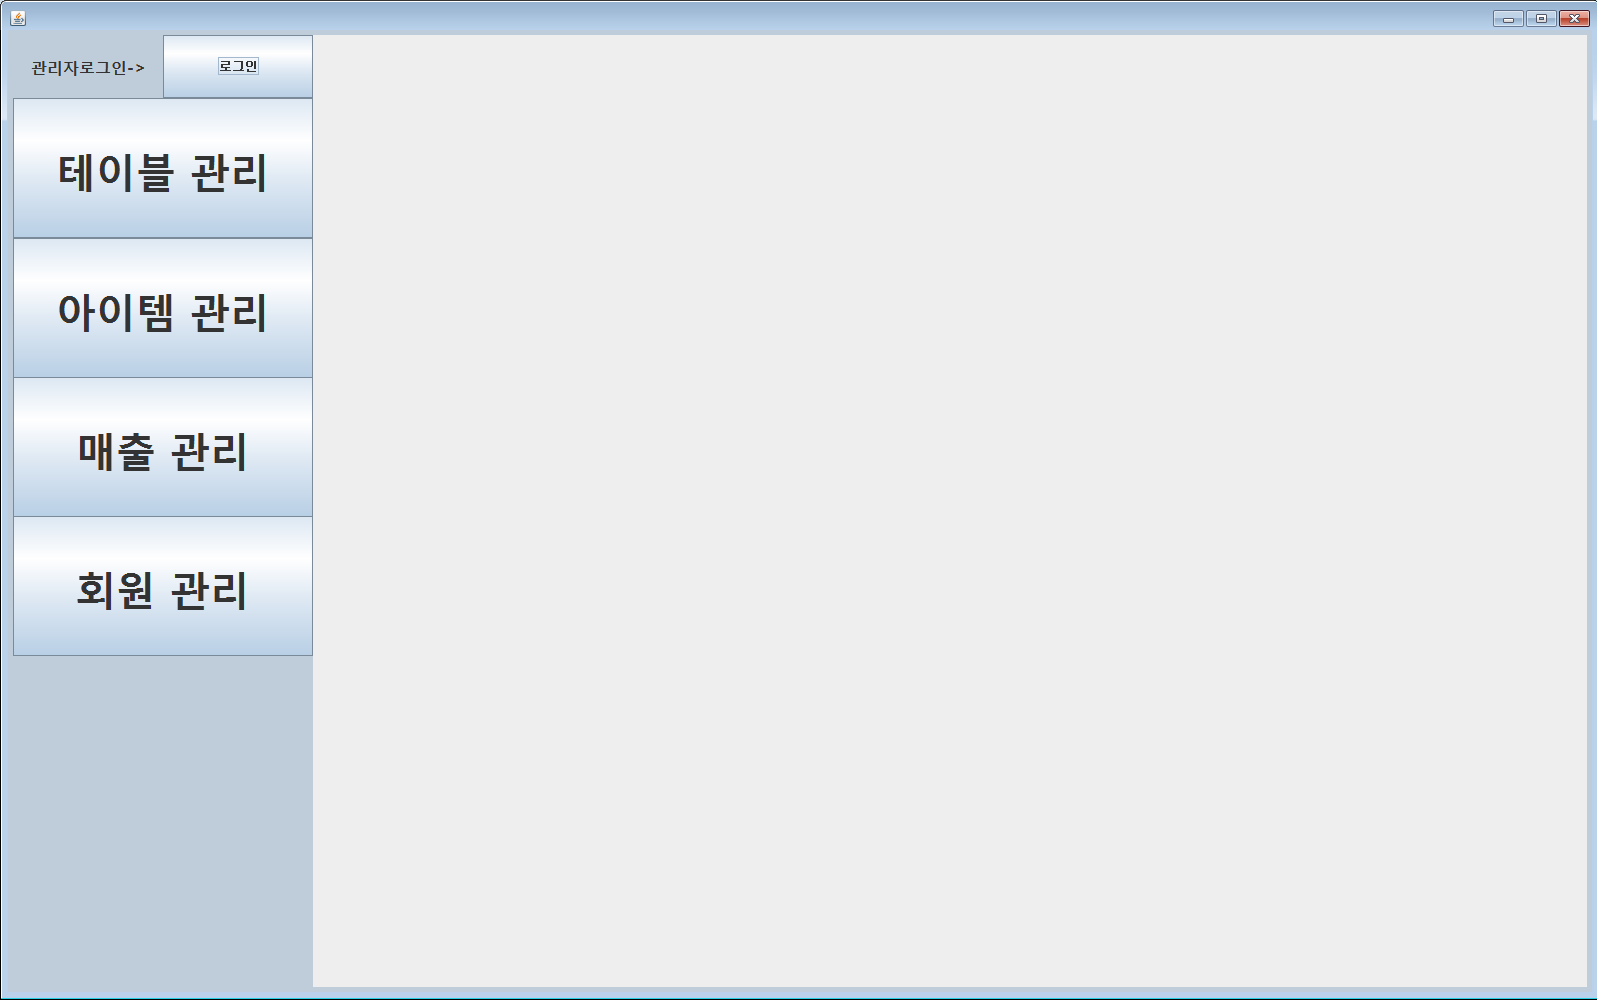 관리자로그인->
로그인
테이블 관리
아이템 관리
매출 관리
회원 관리